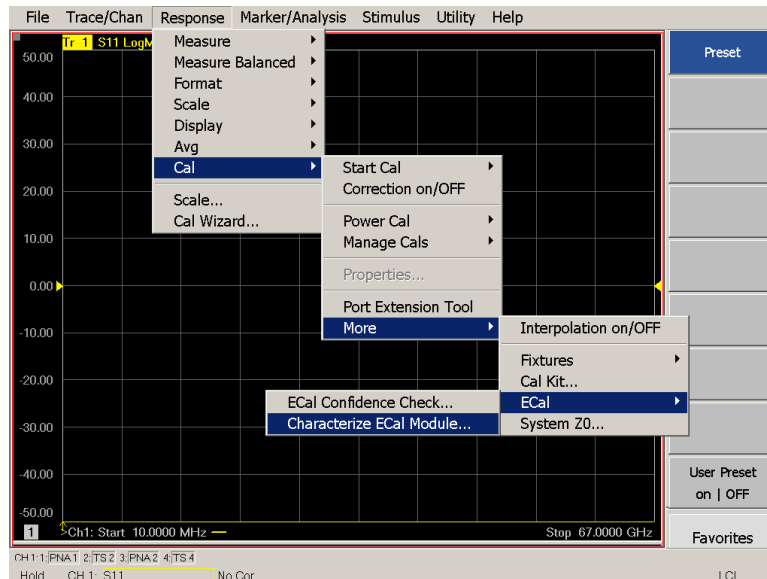 File Trace/Chan Response Marker/Analysis Stimulus Utility Help
Tr 1 S11 LogM
50.00
40.00
30.00
20.00
10.00
0.00
-10.00
-20.00
-30.00
-40.00
-50.00
Measure
Measure Balanced
Format
Scale
Display
Avg
Cal
Scale...
Cal Wizard...
Start Cal
Correction on/OFF
Power Cal
Manage Cals
Properties...
Port Extension Tool
More
Interpolation on/OFF
Fixtures
Cal Kit...
ECal
System Z0...
ECal Confidence Check...
Characterize ECal Module...
Preset
User Preset
on | OFF
Favorites
1 >Ch1: Start 10.0000 MHz — Stop 67.0000 GHz
CH 1: 1:PNA 1 2:TS 2 3:PNA 2 4:TS 4
Hold CH 1: S11 No Cor LCL